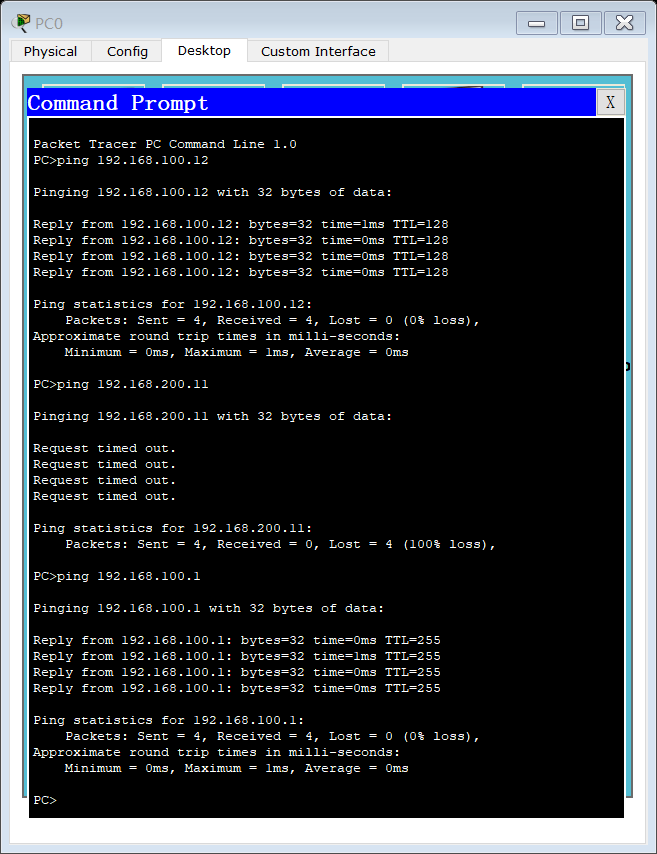 PC0
Physical Config Desktop Custom Interface
Command Prompt X
Packet Tracer PC Command Line 1.0
PC>ping 192.168.100.12
Pinging 192.168.100.12 with 32 bytes of data:
Reply from 192.168.100.12: bytes=32 time=1ms TTL=128
Reply from 192.168.100.12: bytes=32 time=0ms TTL=128
Reply from 192.168.100.12: bytes=32 time=0ms TTL=128
Reply from 192.168.100.12: bytes=32 time=0ms TTL=128
Ping statistics for 192.168.100.12:
Packets: Sent = 4, Received = 4, Lost = 0 (0% loss),
Approximate round trip times in milli-seconds:
Minimum = 0ms, Maximum = 1ms, Average = 0ms
PC>ping 192.168.200.11
Pinging 192.168.200.11 with 32 bytes of data:
Request timed out.
Request timed out.
Request timed out.
Request timed out.
Ping statistics for 192.168.200.11:
Packets: Sent = 4, Received = 0, Lost = 4 (100% loss),
PC>ping 192.168.100.1
Pinging 192.168.100.1 with 32 bytes of data:
Reply from 192.168.100.1: bytes=32 time=0ms TTL=255
Reply from 192.168.100.1: bytes=32 time=1ms TTL=255
Reply from 192.168.100.1: bytes=32 time=0ms TTL=255
Reply from 192.168.100.1: bytes=32 time=0ms TTL=255
Ping statistics for 192.168.100.1:
Packets: Sent = 4, Received = 4, Lost = 0 (0% loss),
Approximate round trip times in milli-seconds:
Minimum = 0ms, Maximum = 1ms, Average = 0ms
PC>